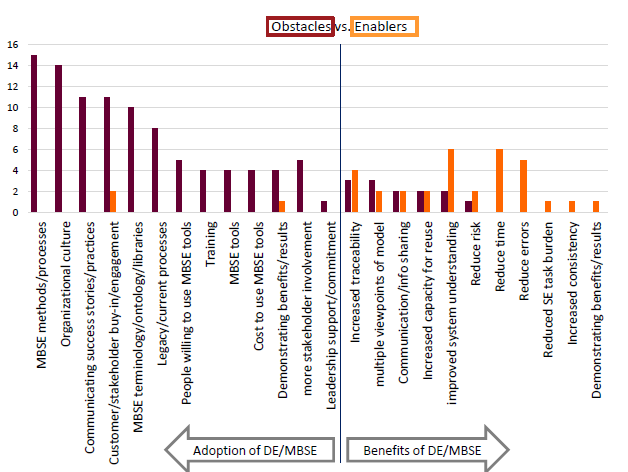 Obstacles vs. Enablers
16
14
12
10
8
6
4
2
0
MBSE methods/processes
Organizational culture
Communicating success stories/practices
Customer/stakeholder buy-in/engagement
MBSE terminology/ontology/libraries
Legacy/current processes
People willing to use MBSE tools
Training
MBSE tools
Cost to use MBSE tools
Demonstrating benefits/results
more stakeholder involvement
Leadership support/commitment
Increased traceability
multiple viewpoints of model
Communication/info sharing
Increased capacity for reuse
improved system understanding
Reduce risk
Reduce time
Reduce errors
Reduced SE task burden
Increased consistency
Demonstrating benefits/results
Adoption of DE/MBSE
Benefits of DE/MBSE